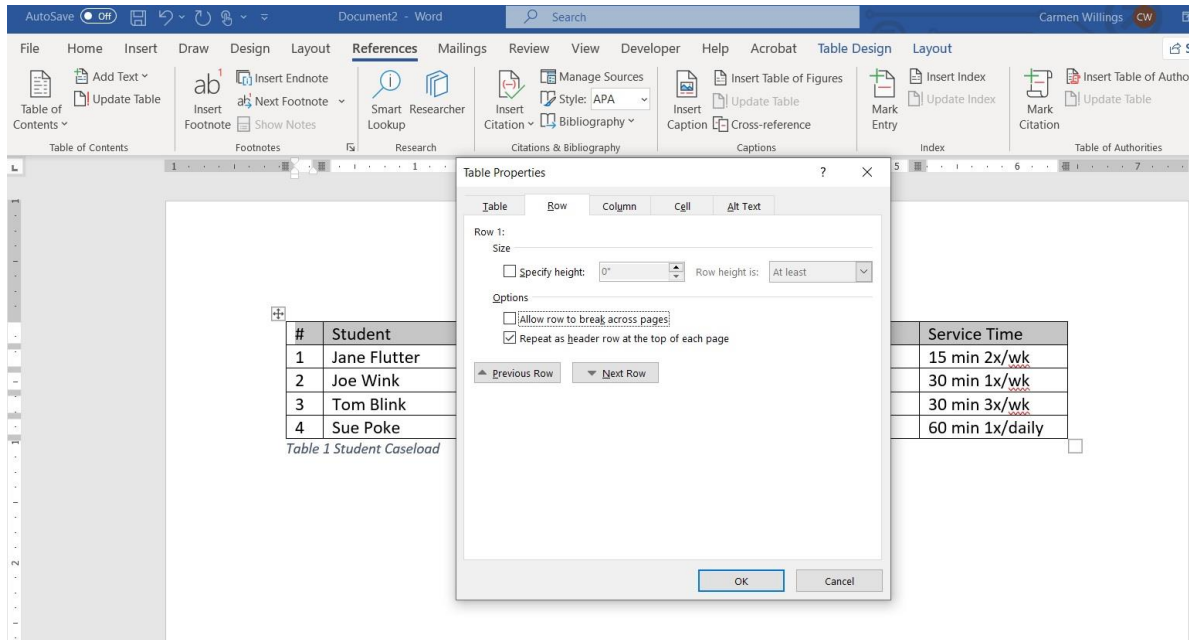 AutoSave Off Document2 - Word Search Carmen Willings CW
File Home Insert Draw Design Layout References Mailings Review View Developer Help Acrobat Table Design Layout
Table of Contents
Add Text
Update Table
Table of Contents
ab1
Insert Footnote
Insert Endnote
ab1 Next Footnote
Show Notes
Footnotes
Smart Lookup
Researcher
Research
Insert Citation
Manage Sources
Style: APA
Bibliography
Citations & Bibliography
Insert Caption
Insert Table of Figures
Update Table
Cross-reference
Captions
Mark Entry
Insert Index
Update Index
Index
Mark Citation
Insert Table of Autho
Update Table
Table of Authorities
L
1 1 5 6 7
Table Properties ? X
Table Row Column Cell Alt Text
Row 1:
Size
Specify height: 0" Row height is: At least
Options
Allow row to break across pages
Repeat as header row at the top of each page
Previous Row Next Row
OK Cancel
# Student Service Time
1 Jane Flutter 15 min 2x/wk
2 Joe Wink 30 min 1x/wk
3 Tom Blink 30 min 3x/wk
4 Sue Poke 60 min 1x/daily
Table 1 Student Caseload
2